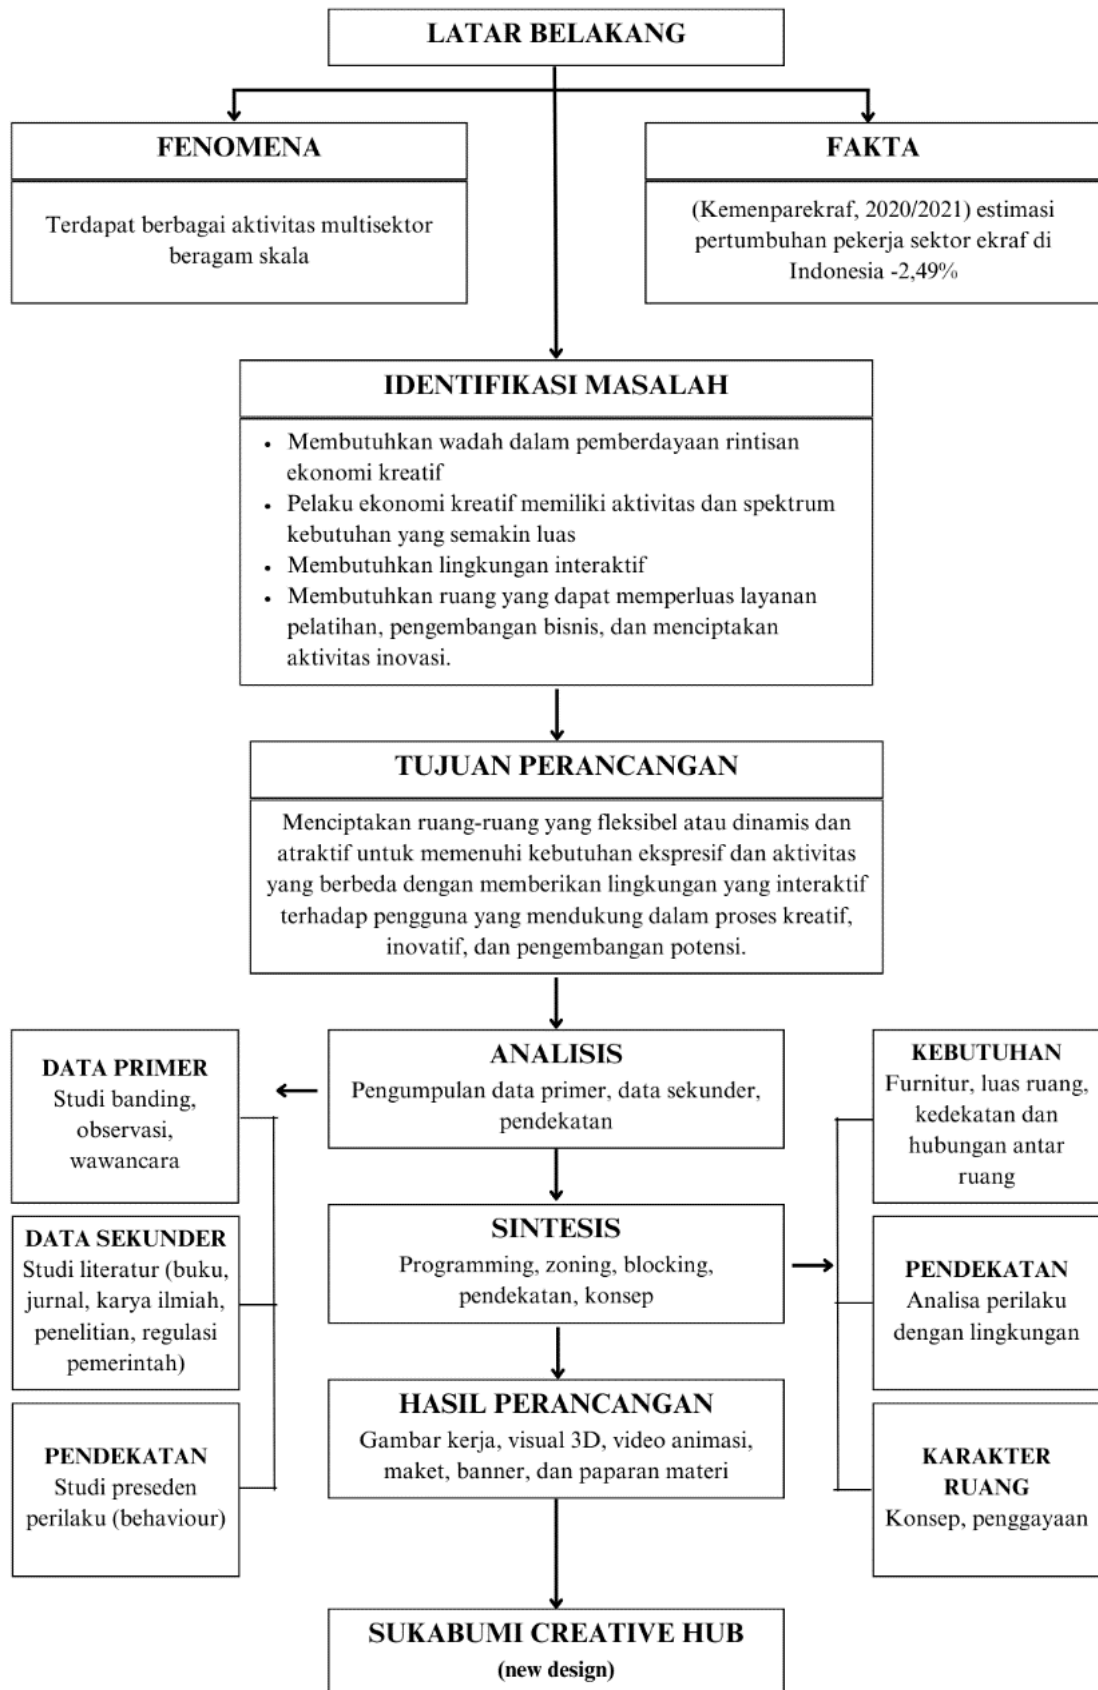 LATAR BELAKANG
FENOMENA
Terdapat berbagai aktivitas multisektor
beragam skala
FAKTA
(Kemenparekraf, 2020/2021) estimasi
pertumbuhan pekerja sektor ekraf di
Indonesia -2,49%
IDENTIFIKASI MASALAH
• Membutuhkan wadah dalam pemberdayaan rintisan
ekonomi kreatif
• Pelaku ekonomi kreatif memiliki aktivitas dan spektrum
kebutuhan yang semakin luas
• Membutuhkan lingkungan interaktif
• Membutuhkan ruang yang dapat memperluas layanan
pelatihan, pengembangan bisnis, dan menciptakan
aktivitas inovasi.
TUJUAN PERANCANGAN
Menciptakan ruang-ruang yang fleksibel atau dinamis dan
atraktif untuk memenuhi kebutuhan ekspresif dan aktivitas
yang berbeda dengan memberikan lingkungan yang interaktif
terhadap pengguna yang mendukung dalam proses kreatif,
inovatif, dan pengembangan potensi.
ANALISIS
Pengumpulan data primer, data sekunder,
pendekatan
DATA PRIMER
Studi banding,
observasi,
wawancara
DATA SEKUNDER
Studi literatur (buku,
jurnal, karya ilmiah,
penelitian, regulasi
pemerintah)
PENDEKATAN
Studi preseden
perilaku (behaviour)
SINTESIS
Programming, zoning, blocking,
pendekatan, konsep
KEBUTUHAN
Furnitur, luas ruang,
kedekatan dan
hubungan antar
ruang
PENDEKATAN
Analisa perilaku
dengan lingkungan
KARAKTER
RUANG
Konsep, penggayaan
HASIL PERANCANGAN
Gambar kerja, visual 3D, video animasi,
maket, banner, dan paparan materi
SUKABUMI CREATIVE HUB
(new design)